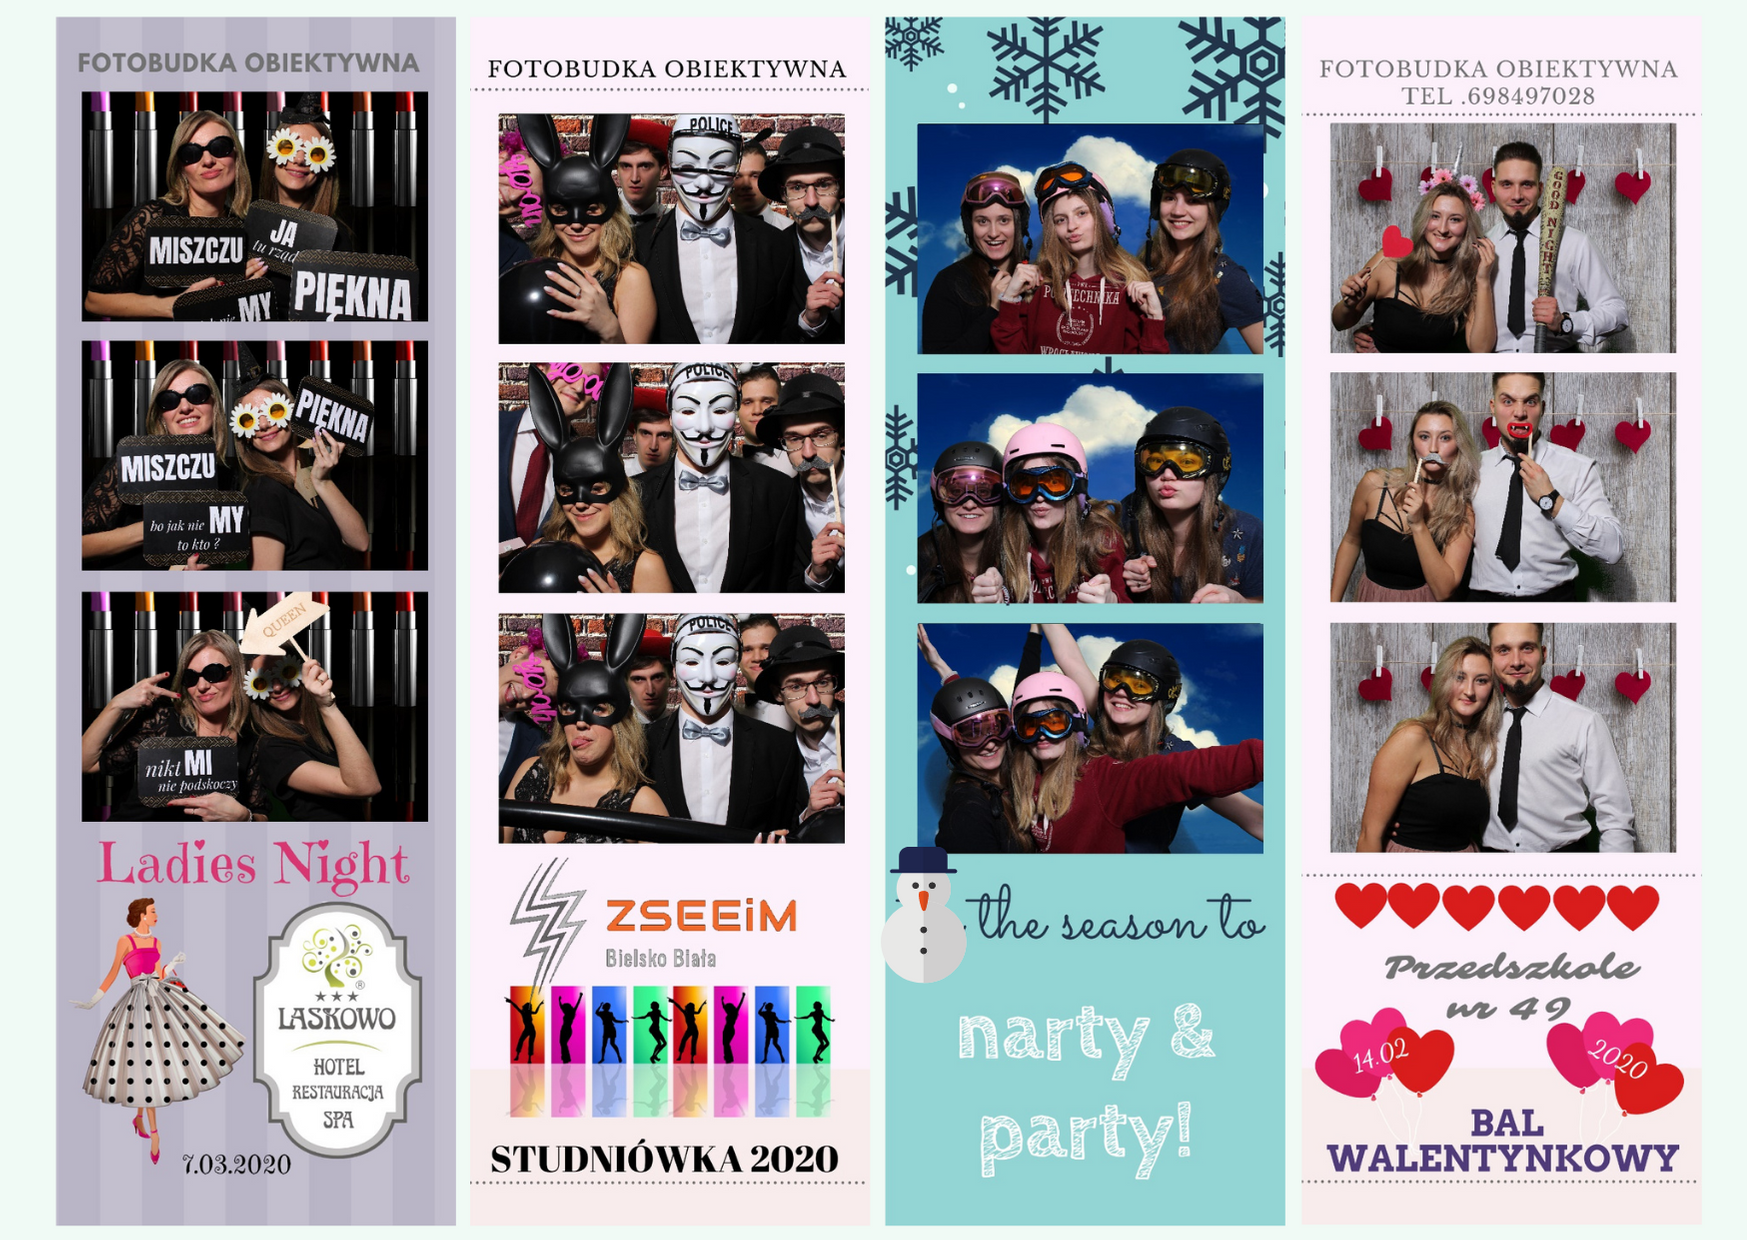 FOTOBUDKA OBIEKTYWNA
MISZCZU
JA
tu rządz
MY
PIĘKNA
PIĘKNA
MISZCZU
bo jak nie MY
to kto ?
QUEEN
nikt MI
nie podskoczy
Ladies Night
®
LASKOWO
HOTEL
RESTAURACJA
SPA
7.03.2020
FOTOBUDKA OBIEKTYWNA
POLICE
POLICE
POLICE
ZSEEiM
Bielsko Biała
STUDNIÓWKA 2020
the season to
narty &
party!
FOTOBUDKA OBIEKTYWNA
TEL .698497028
GOOD NIGHT
Przedszkole
nr 49
14.02
2020
BAL
WALENTYNKOWY